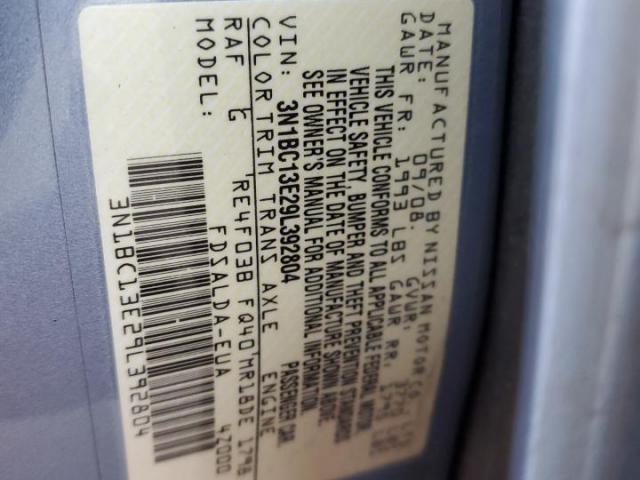 MANUFACTURED BY NISSAN MOTOR CO.
DATE: 09/08. GVWR:
GAWR FR: 1993 LBS GAWR RR:
THIS VEHICLE CONFORMS TO ALL APPLICABLE FEDERAL MOTOR
VEHICLE SAFETY, BUMPER AND THEFT PREVENTION STANDARDS
IN EFFECT ON THE DATE OF MANUFACTURE SHOWN ABOVE
SEE OWNER'S MANUAL FOR ADDITIONAL INFORMATION.
VIN: 3N1BC13E29L392804 PASSENGER CAR
COLOR TRIM TRANS AXLE ENGINE
RAF G 'RE4F03B FQ40'MR18DE 1798
MODEL: FDSALDA-EUA 4Z000
3N1BC13E29L392804